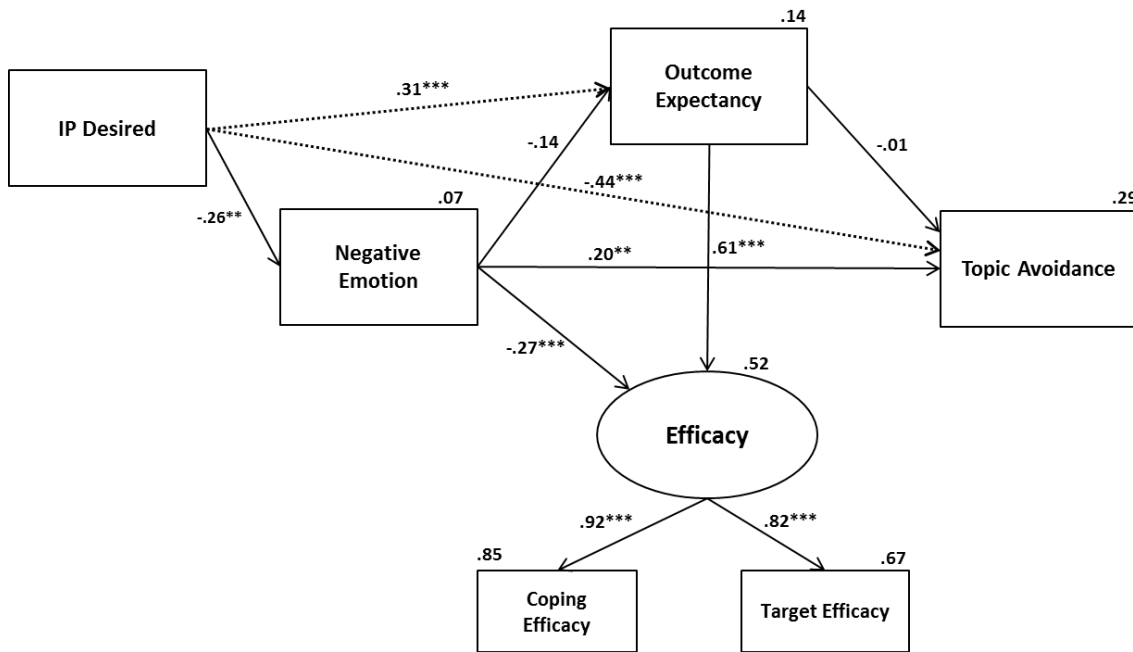 .14
Outcome
Expectancy
.31***
IP Desired
-.14
-.01
-.44***
-.26**
.07
.29
Negative
Emotion
.20**
.61***
Topic Avoidance
-.27***
.52
Efficacy
.92***
.82***
.85
.67
Coping
Efficacy
Target Efficacy